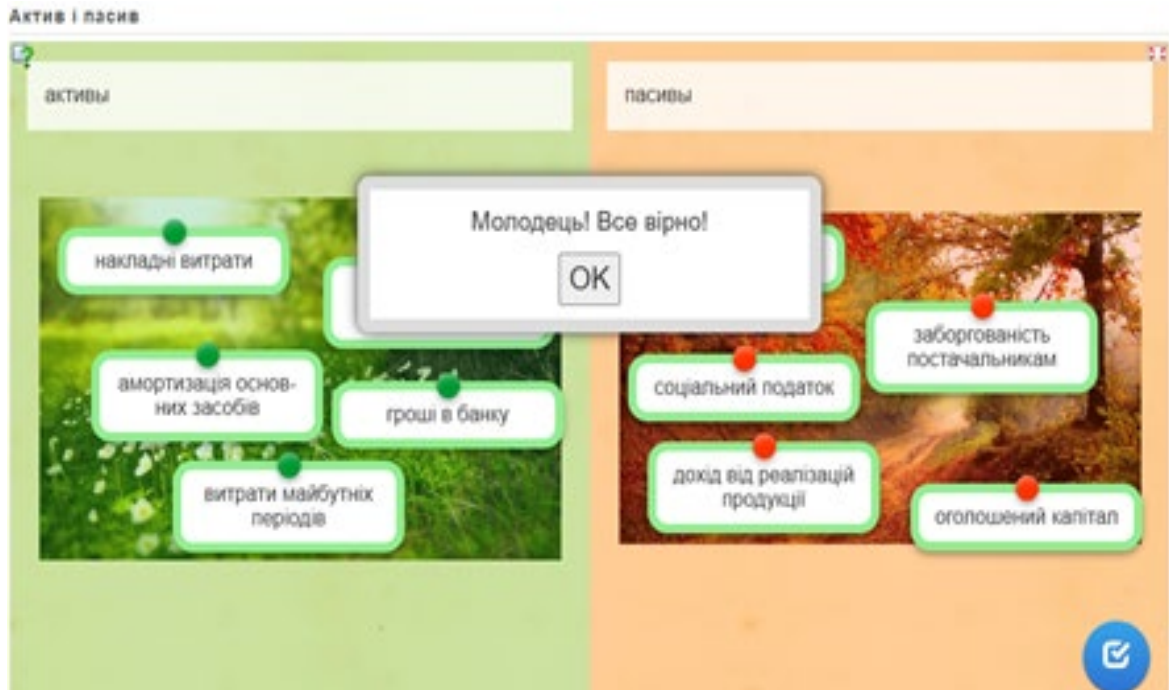 Актив і пасив
активы
пасивы
Молодець! Все вірно!
OK
накладні витрати
амортизація основ-
них засобів
гроші в банку
витрати майбутніх
періодів
заборгованість
постачальникам
соціальний податок
дохід від реалізацій
продукції
оголошений капітал